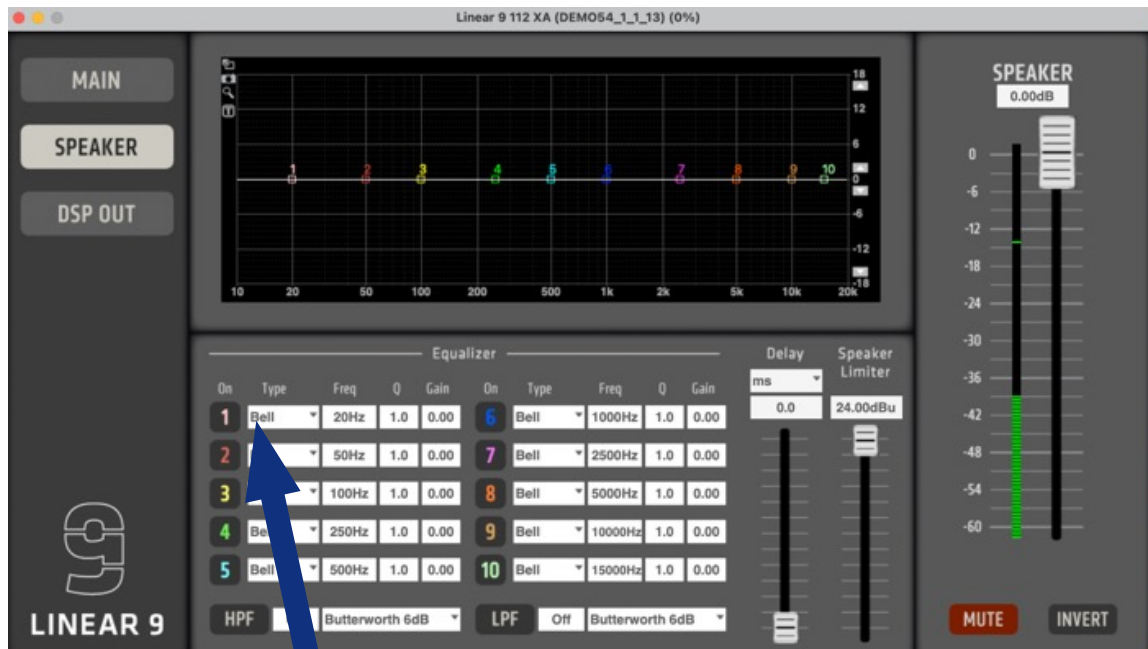 Linear 9 112 XA (DEMO54_1_1_13) (0%)
MAIN
SPEAKER
DSP OUT
9
LINEAR 9
18
12
6
0
-6
-12
-18
1 2 3 4 5 6 7 8 9 10
10 20 50 100 200 500 1k 2k 5k 10k 20k
Equalizer
On Type Freq Q Gain On Type Freq Q Gain
1 Bell 20Hz 1.0 0.00 6 Bell 1000Hz 1.0 0.00
2 50Hz 1.0 0.00 7 Bell 2500Hz 1.0 0.00
3 100Hz 1.0 0.00 8 Bell 5000Hz 1.0 0.00
4 250Hz 1.0 0.00 9 Bell 10000Hz 1.0 0.00
5 Bell 500Hz 1.0 0.00 10 Bell 15000Hz 1.0 0.00
HPF Butterworth 6dB LPF Off Butterworth 6dB
Delay
ms
0.0
Speaker
Limiter
24.00dBu
SPEAKER
0.00dB
0
-6
-12
-18
-24
-30
-36
-42
-48
-54
-60
MUTE INVERT